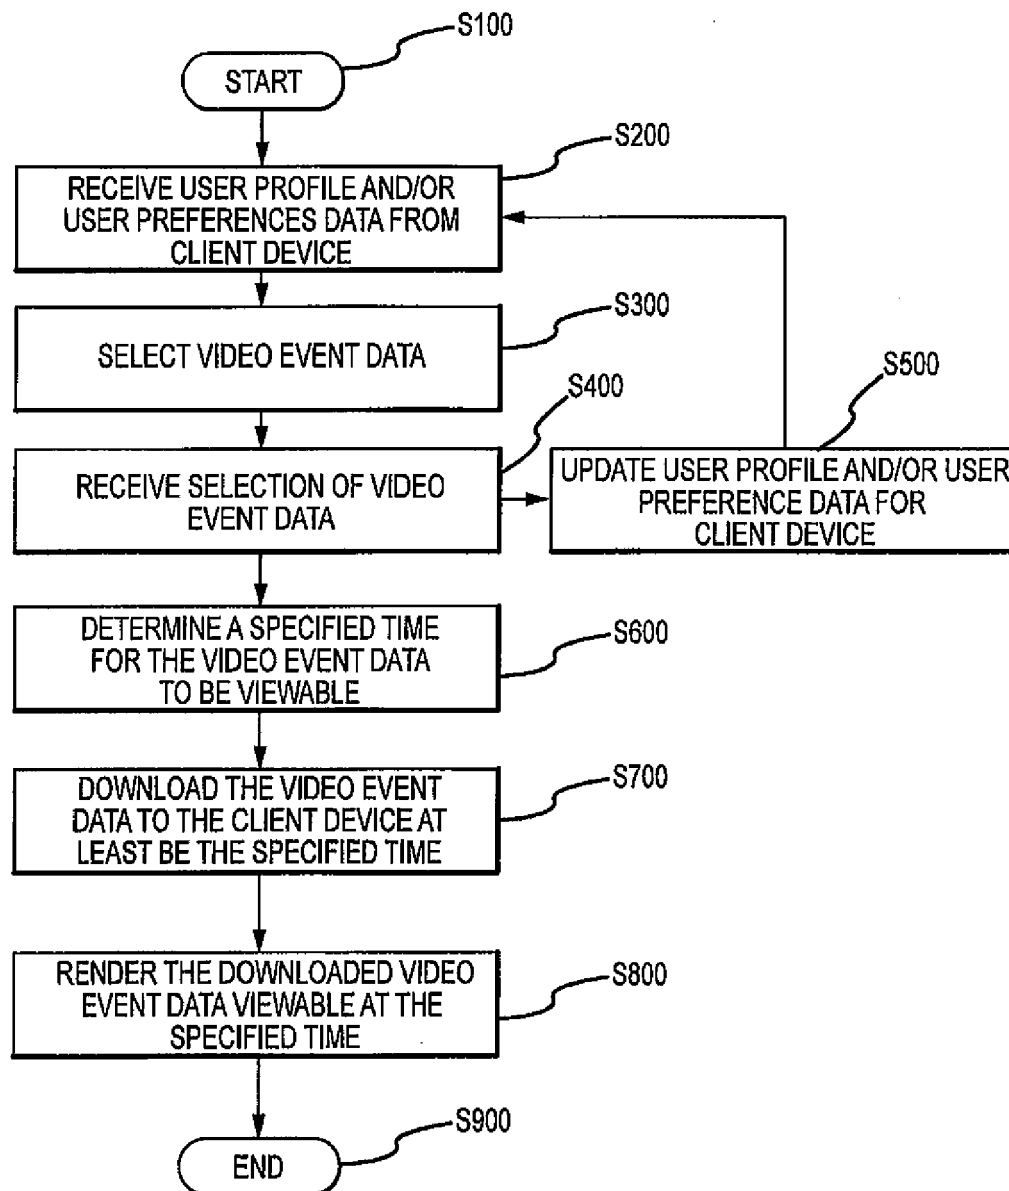 S100
START
S200
RECEIVE USER PROFILE AND/OR
USER PREFERENCES DATA FROM
CLIENT DEVICE
S300
SELECT VIDEO EVENT DATA
S400
RECEIVE SELECTION OF VIDEO
EVENT DATA
S500
UPDATE USER PROFILE AND/OR USER
PREFERENCE DATA FOR
CLIENT DEVICE
S600
DETERMINE A SPECIFIED TIME
FOR THE VIDEO EVENT DATA
TO BE VIEWABLE
S700
DOWNLOAD THE VIDEO EVENT
DATA TO THE CLIENT DEVICE AT
LEAST BE THE SPECIFIED TIME
S800
RENDER THE DOWNLOADED VIDEO
EVENT DATA VIEWABLE AT THE
SPECIFIED TIME
S900
END